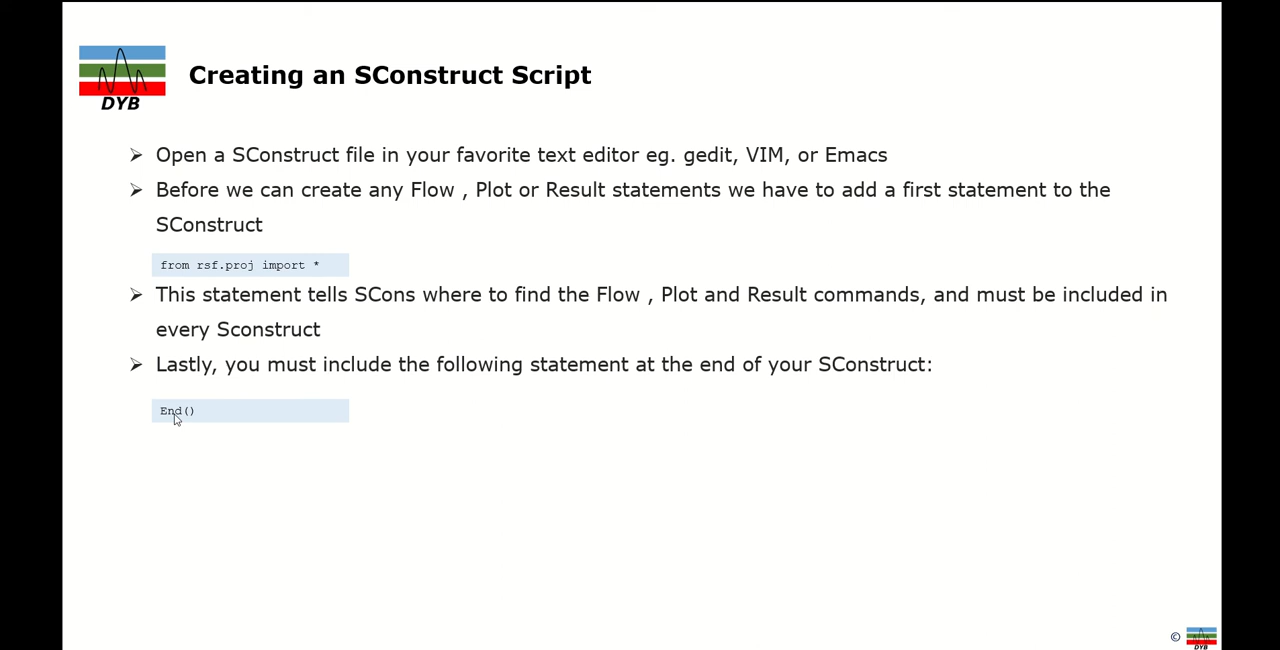 DYB
Creating an SConstruct Script
Open a SConstruct file in your favorite text editor eg. gedit, VIM, or Emacs
Before we can create any Flow , Plot or Result statements we have to add a first statement to the
SConstruct
from rsf.proj import *
This statement tells SCons where to find the Flow , Plot and Result commands, and must be included in
every Sconstruct
Lastly, you must include the following statement at the end of your SConstruct:
End()
© DYB